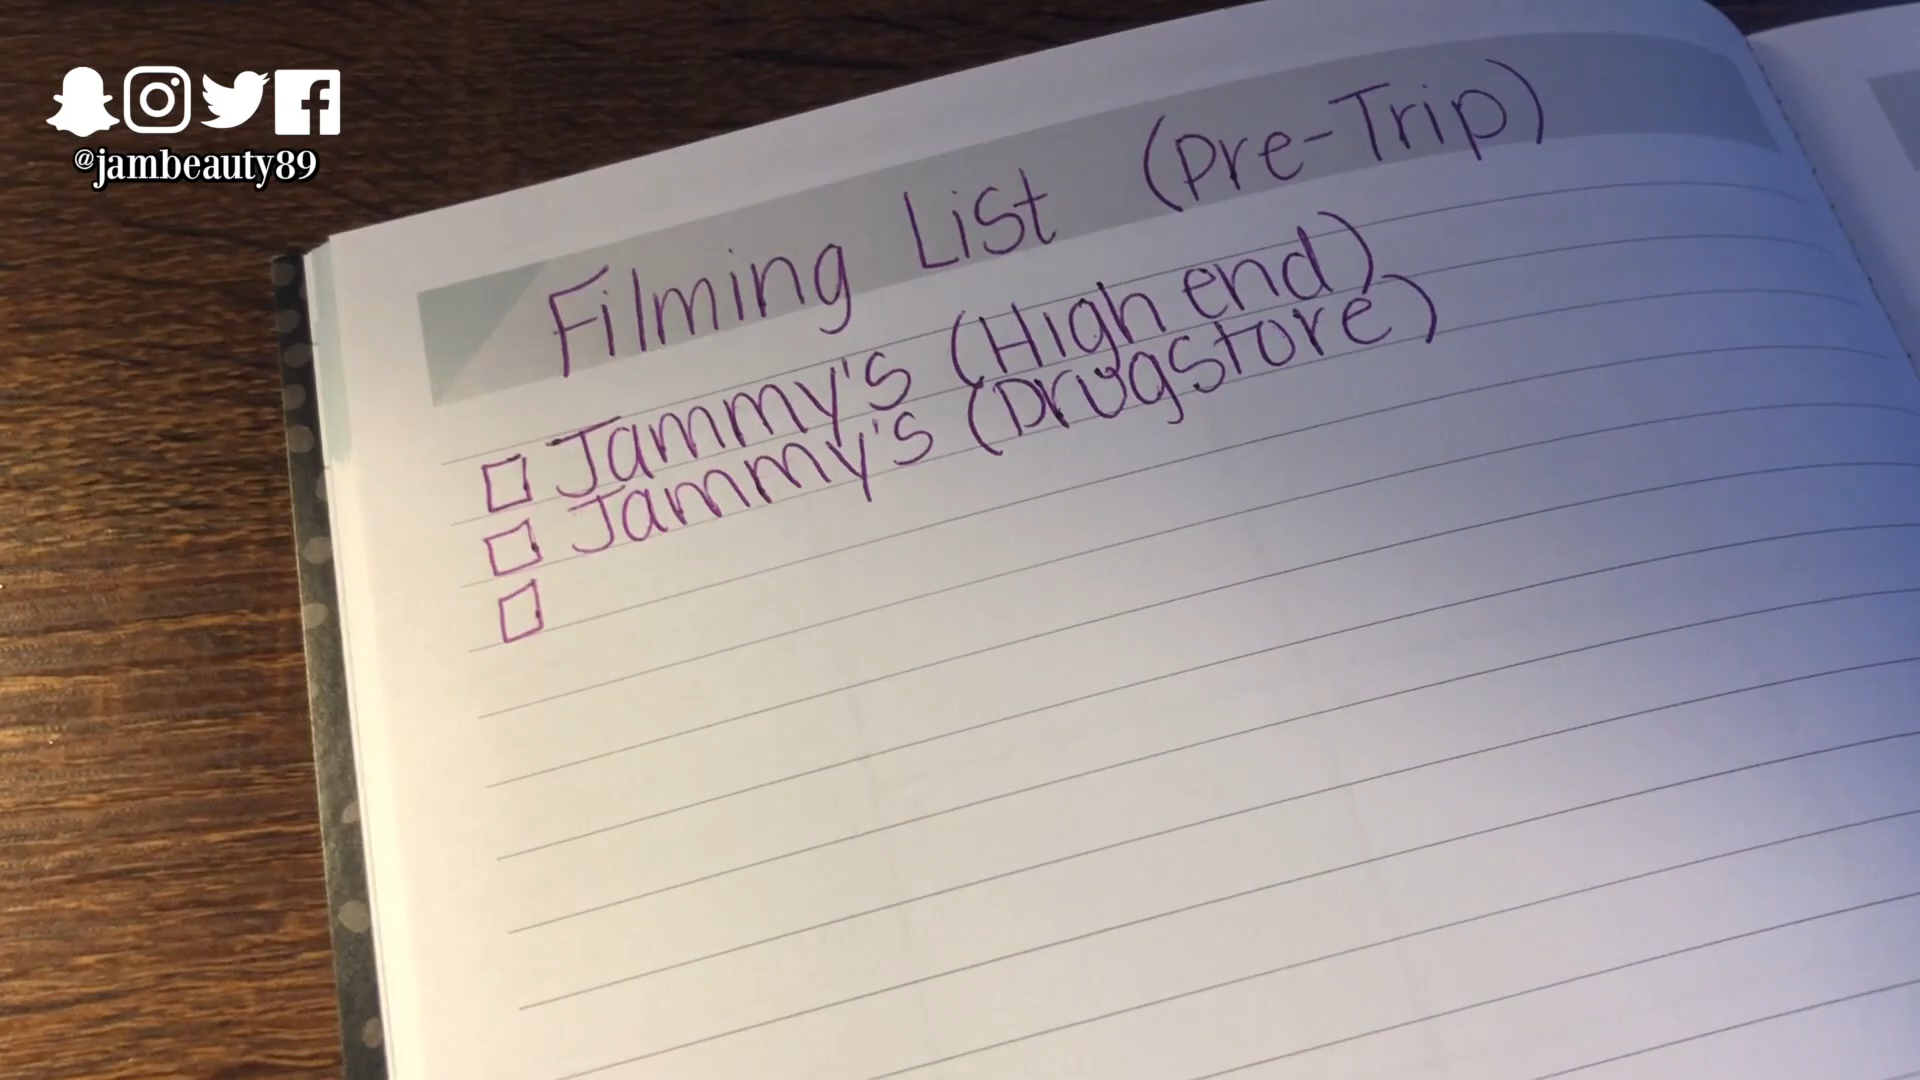 @jambeauty89
Filming List (Pre-Trip)
Jammy's (High end)
Jammy's (Drugstore)